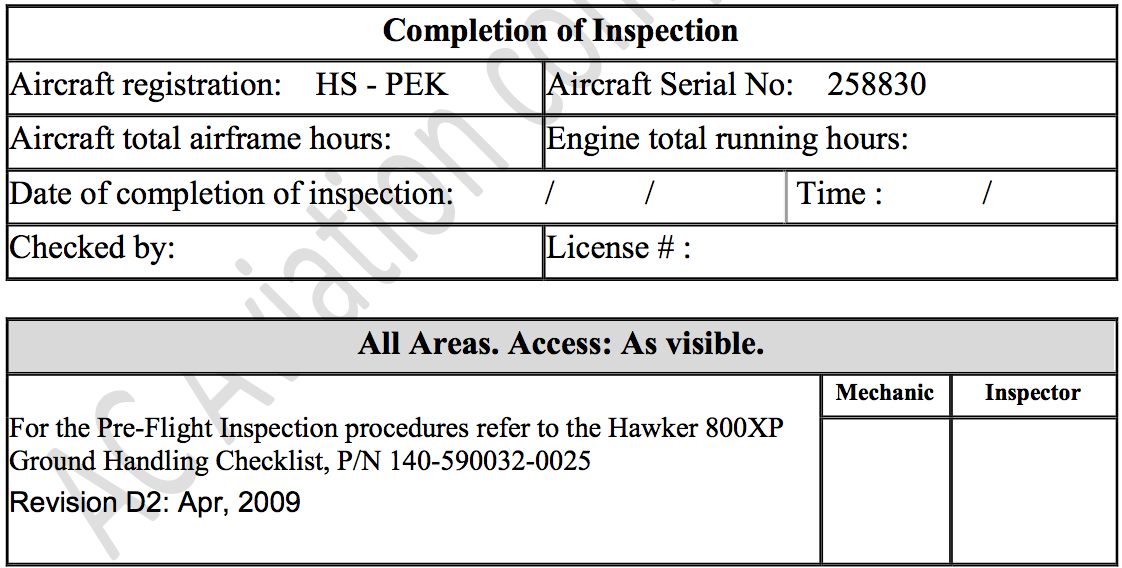 Completion of Inspection
Aircraft registration: HS - PEK Aircraft Serial No: 258830
Aircraft total airframe hours: Engine total running hours:
Date of completion of inspection: / / Time : /
Checked by: License # :
All Areas. Access: As visible.
Mechanic Inspector
For the Pre-Flight Inspection procedures refer to the Hawker 800XP
Ground Handling Checklist, P/N 140-590032-0025
Revision D2: Apr, 2009
AC Aviation